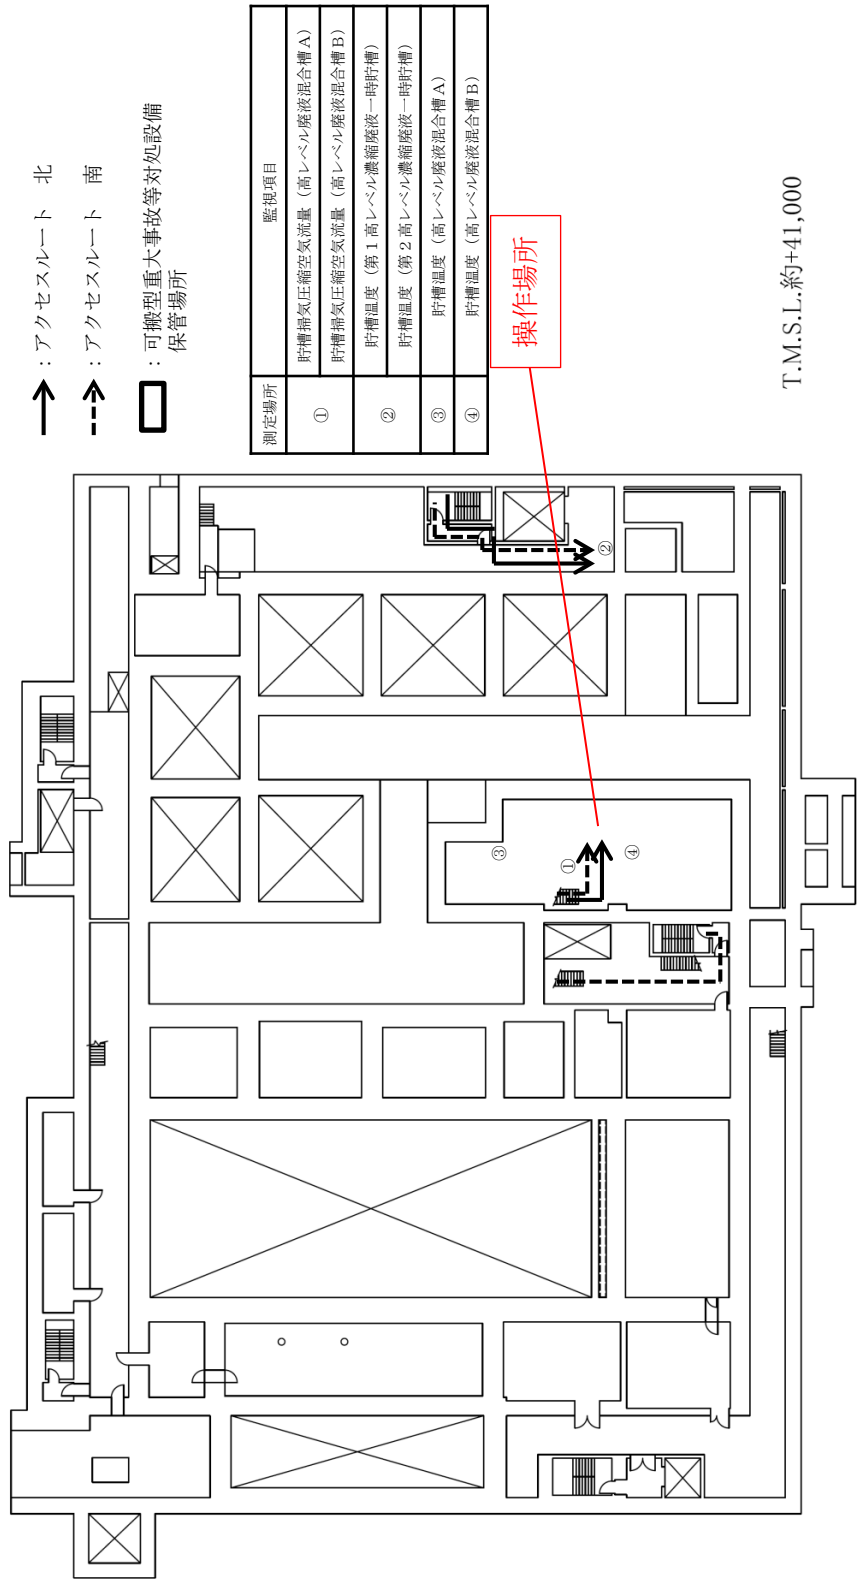 ：アクセスルート 北
：アクセスルート 南
：可搬型重大事故等対処設備
保管場所
測定場所 監視項目
① 貯槽掃気圧縮空気流量（高レベル廃液混合槽Ａ）
貯槽掃気圧縮空気流量（高レベル廃液混合槽Ｂ）
② 貯槽温度（第１高レベル濃縮廃液一時貯槽）
貯槽温度（第２高レベル濃縮廃液一時貯槽）
③ 貯槽温度（高レベル廃液混合槽Ａ）
④ 貯槽温度（高レベル廃液混合槽Ｂ）
操作場所
②
③
①
④
T.M.S.L.約+41,000